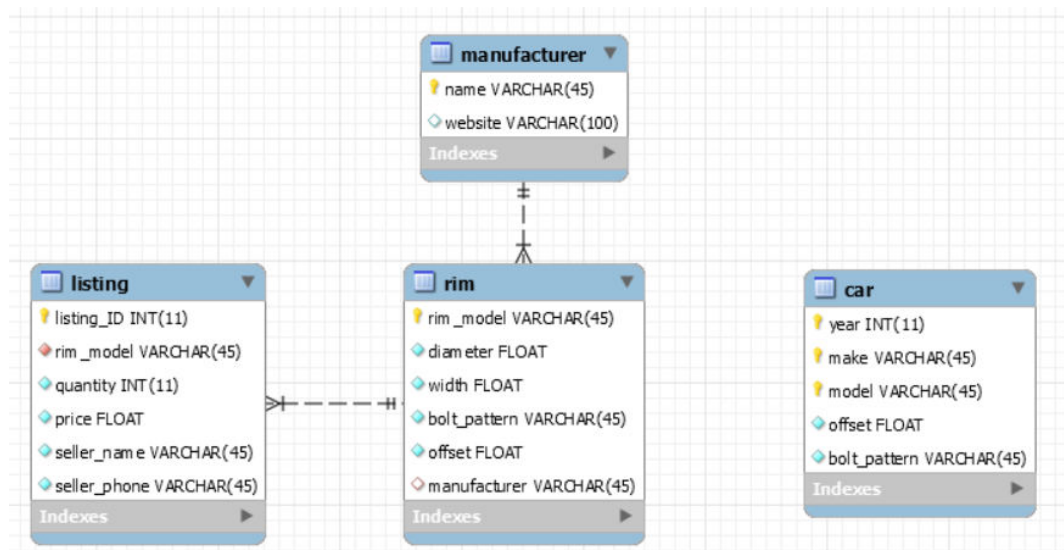 manufacturer
name VARCHAR(45)
website VARCHAR(100)
Indexes
listing
listing_ID INT(11)
rim_model VARCHAR(45)
quantity INT(11)
price FLOAT
seller_name VARCHAR(45)
seller_phone VARCHAR(45)
Indexes
rim
rim_model VARCHAR(45)
diameter FLOAT
width FLOAT
bolt_pattern VARCHAR(45)
offset FLOAT
manufacturer VARCHAR(45)
Indexes
car
year INT(11)
make VARCHAR(45)
model VARCHAR(45)
offset FLOAT
bolt_pattern VARCHAR(45)
Indexes